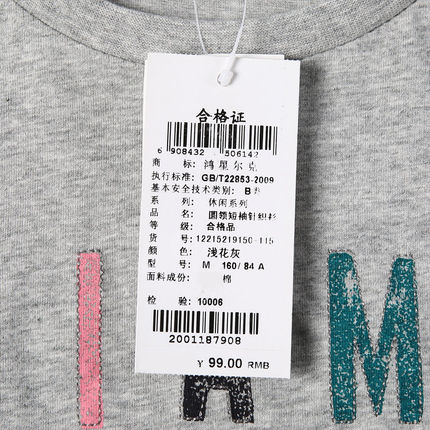 合格证
6 908432 506142
商 标: 鸿星尔克
执行标准: GB/T22853-2009
基本安全技术类别: B类
系 列: 休闲系列
品 名: 圆领短袖针织衫
等 级: 合格品
货 号: 12215219150-115
颜 色: 浅花灰
型 号: M 160/84A
面料成份: 棉
检 验: 10006
2001187908
¥ 99.00 RMB
I AM